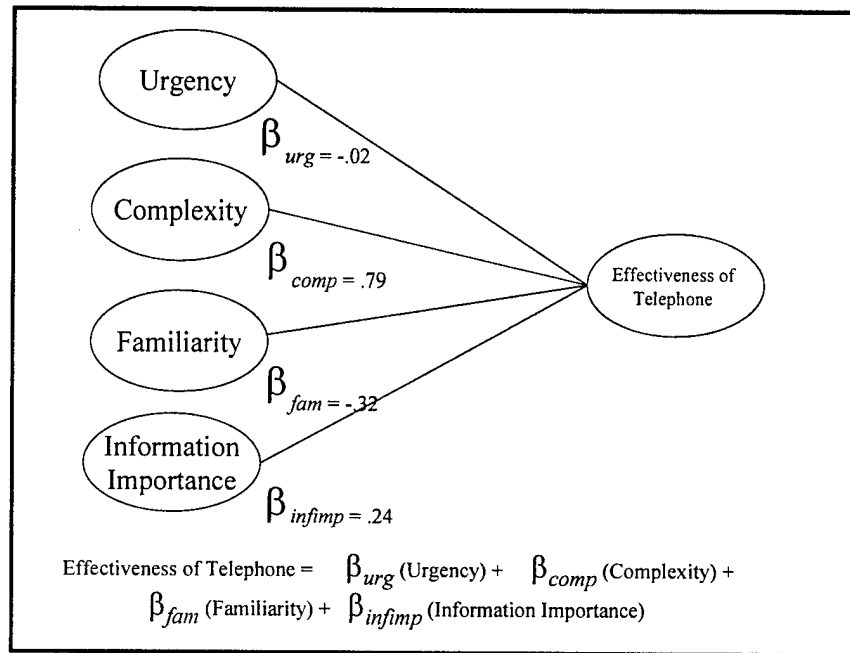 Urgency
β urg = -.02
Complexity
β comp = .79
Effectiveness of
Telephone
Familiarity
β fam = -.32
Information
Importance
β infimp = .24
Effectiveness of Telephone = β urg (Urgency) + β comp (Complexity) +
β fam (Familiarity) + β infimp (Information Importance)